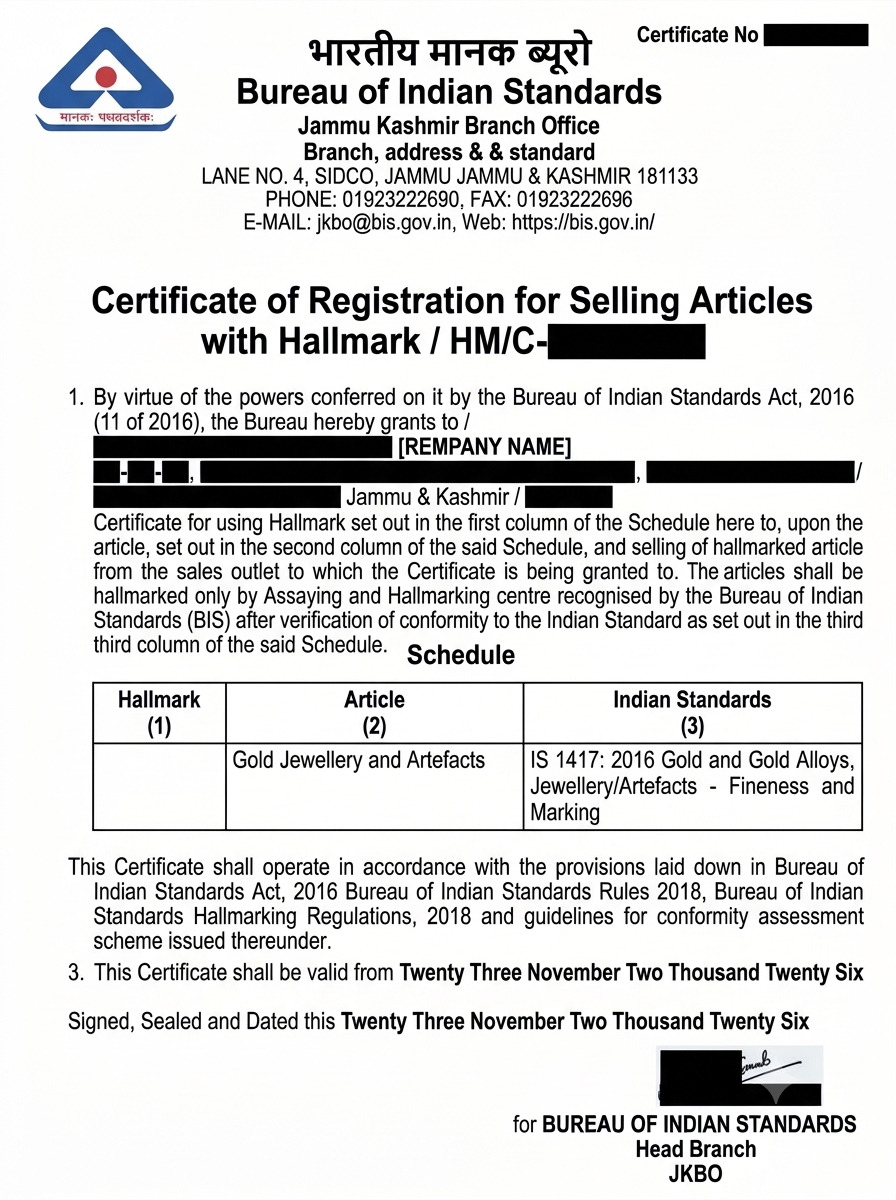 Certificate No
भारतीय मानक ब्यूरो
Bureau of Indian Standards
मानकः पथप्रदर्शकः
Jammu Kashmir Branch Office
Branch, address & & standard
LANE NO. 4, SIDCO, JAMMU JAMMU & KASHMIR 181133
PHONE: 01923222690, FAX: 01923222696
E-MAIL: jkbo@bis.gov.in, Web: https://bis.gov.in/
Certificate of Registration for Selling Articles
with Hallmark / HM/C-
1. By virtue of the powers conferred on it by the Bureau of Indian Standards Act, 2016
(11 of 2016), the Bureau hereby grants to /
[REMPANY NAME]
- - , , /
Jammu & Kashmir /
Certificate for using Hallmark set out in the first column of the Schedule here to, upon the
article, set out in the second column of the said Schedule, and selling of hallmarked article
from the sales outlet to which the Certificate is being granted to. The articles shall be
hallmarked only by Assaying and Hallmarking centre recognised by the Bureau of Indian
Standards (BIS) after verification of conformity to the Indian Standard as set out in the third
third column of the said Schedule.
Schedule
Hallmark Article Indian Standards
(1) (2) (3)
Gold Jewellery and Artefacts IS 1417: 2016 Gold and Gold Alloys,
Jewellery/Artefacts - Fineness and
Marking
This Certificate shall operate in accordance with the provisions laid down in Bureau of
Indian Standards Act, 2016 Bureau of Indian Standards Rules 2018, Bureau of Indian
Standards Hallmarking Regulations, 2018 and guidelines for conformity assessment
scheme issued thereunder.
3. This Certificate shall be valid from Twenty Three November Two Thousand Twenty Six
Signed, Sealed and Dated this Twenty Three November Two Thousand Twenty Six
for BUREAU OF INDIAN STANDARDS
Head Branch
JKBO